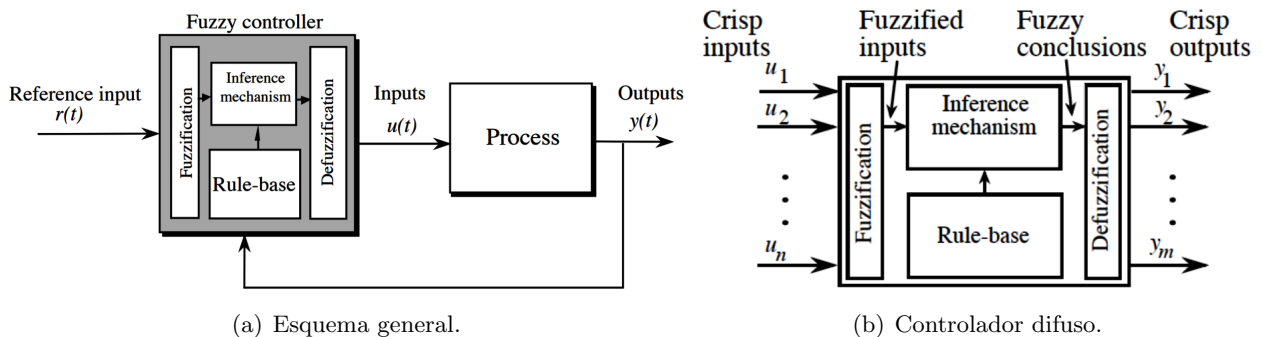 Fuzzy controller
Reference input
r(t)
Fuzzification
Inference
mechanism
Rule-base
Defuzzification
Inputs
u(t)
Process
Outputs
y(t)
(a) Esquema general.
Crisp
inputs
Fuzzified
inputs
Fuzzy
conclusions
Crisp
outputs
u1
u2
un
Fuzzification
Inference
mechanism
Rule-base
Defuzzification
y1
y2
ym
(b) Controlador difuso.